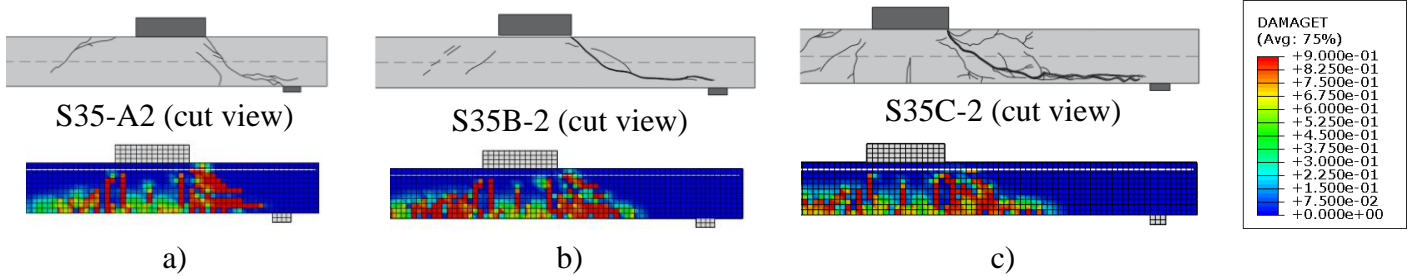 S35-A2 (cut view)
S35B-2 (cut view)
S35C-2 (cut view)
a)
b)
c)
DAMAGET
(Avg: 75%)
+9.000e-01
+8.250e-01
+7.500e-01
+6.750e-01
+6.000e-01
+5.250e-01
+4.500e-01
+3.750e-01
+3.000e-01
+2.250e-01
+1.500e-01
+7.500e-02
+0.000e+00